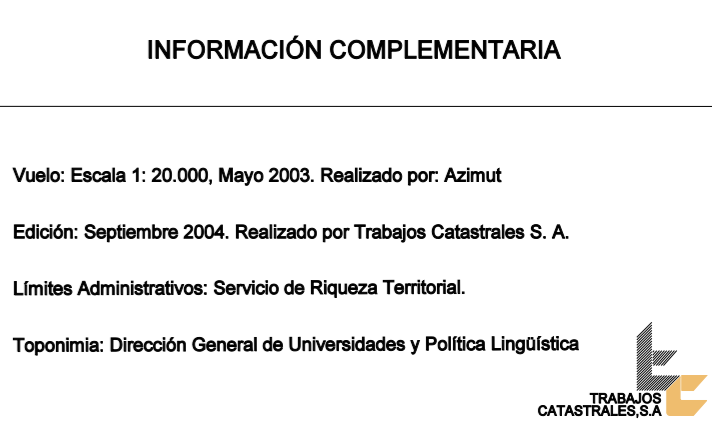 INFORMACIÓN COMPLEMENTARIA
Vuelo: Escala 1: 20.000, Mayo 2003. Realizado por: Azimut
Edición: Septiembre 2004. Realizado por Trabajos Catastrales S. A.
Límites Administrativos: Servicio de Riqueza Territorial.
Toponimia: Dirección General de Universidades y Política Lingüística
TRABAJOS
CATASTRALES,S.A